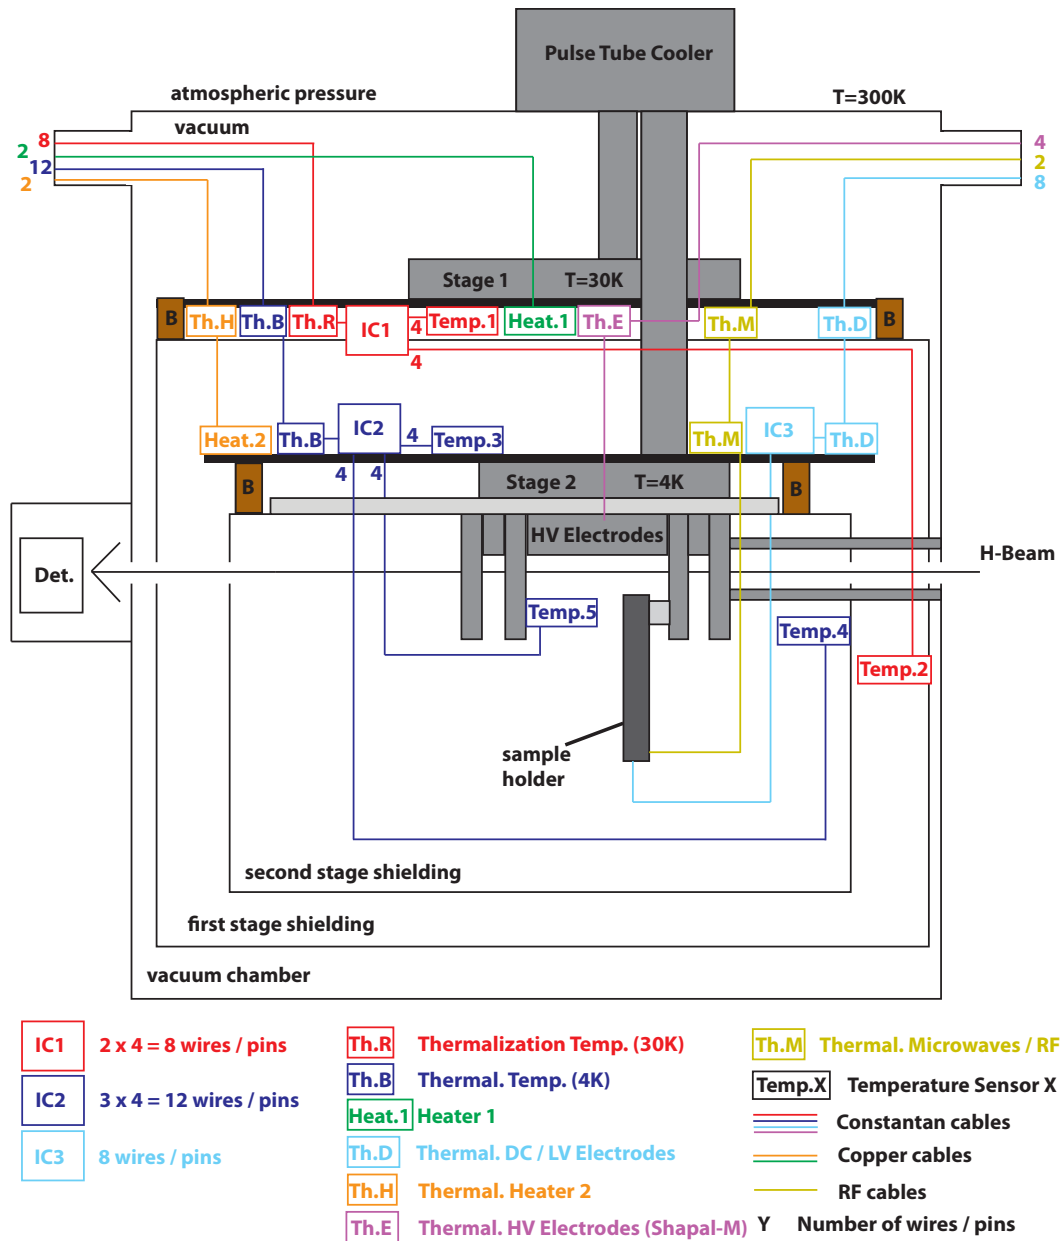 Pulse Tube Cooler
atmospheric pressure
T=300K
vacuum
8
2
12
2
4
2
8
Stage 1 T=30K
B
Th.H
Th.B
Th.R
IC1
4
Temp.1
Heat.1
Th.E
Th.M
Th.D
B
4
Heat.2
Th.B
IC2
4
Temp.3
Th.M
IC3
Th.D
4
4
B
Stage 2 T=4K
B
HV Electrodes
H-Beam
Det.
Temp.5
Temp.4
Temp.2
sample
holder
second stage shielding
first stage shielding
vacuum chamber
IC1 2 x 4 = 8 wires / pins
IC2 3 x 4 = 12 wires / pins
IC3 8 wires / pins
Th.R Thermalization Temp. (30K)
Th.B Thermal. Temp. (4K)
Heat.1 Heater 1
Th.D Thermal. DC / LV Electrodes
Th.H Thermal. Heater 2
Th.E Thermal. HV Electrodes (Shapal-M)
Th.M Thermal. Microwaves / RF
Temp.X Temperature Sensor X
Constantan cables
Copper cables
RF cables
Y Number of wires / pins